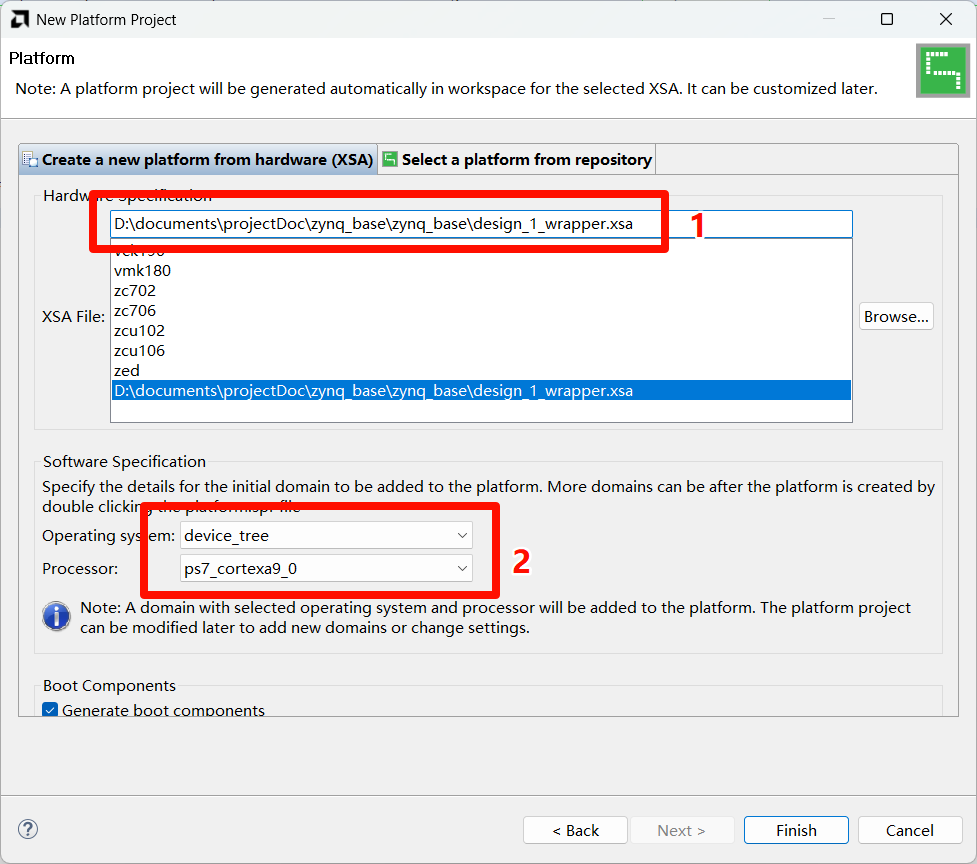 New Platform Project
Platform
Note: A platform project will be generated automatically in workspace for the selected XSA. It can be customized later.
Create a new platform from hardware (XSA)
Select a platform from repository
Hardware Specification
D:\documents\projectDoc\zynq_base\zynq_base\design_1_wrapper.xsa
1
vck190
vmk180
zc702
zc706
XSA File:
Browse...
zcu102
zcu106
zed
D:\documents\projectDoc\zynq_base\zynq_base\design_1_wrapper.xsa
Software Specification
Specify the details for the initial domain to be added to the platform. More domains can be after the platform is created by
double clicking the platform.spr file
Operating system: device_tree
Processor: ps7_cortexa9_0
2
Note: A domain with selected operating system and processor will be added to the platform. The platform project
can be modified later to add new domains or change settings.
Boot Components
Generate boot components
?
< Back
Next >
Finish
Cancel